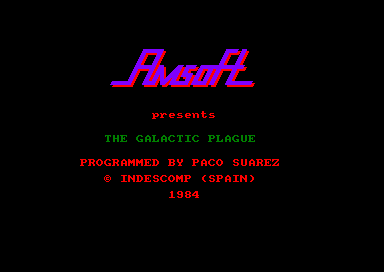 Amsoft
presents
THE GALACTIC PLAGUE
PROGRAMMED BY PACO SUAREZ
© INDESCOMP (SPAIN)
1984